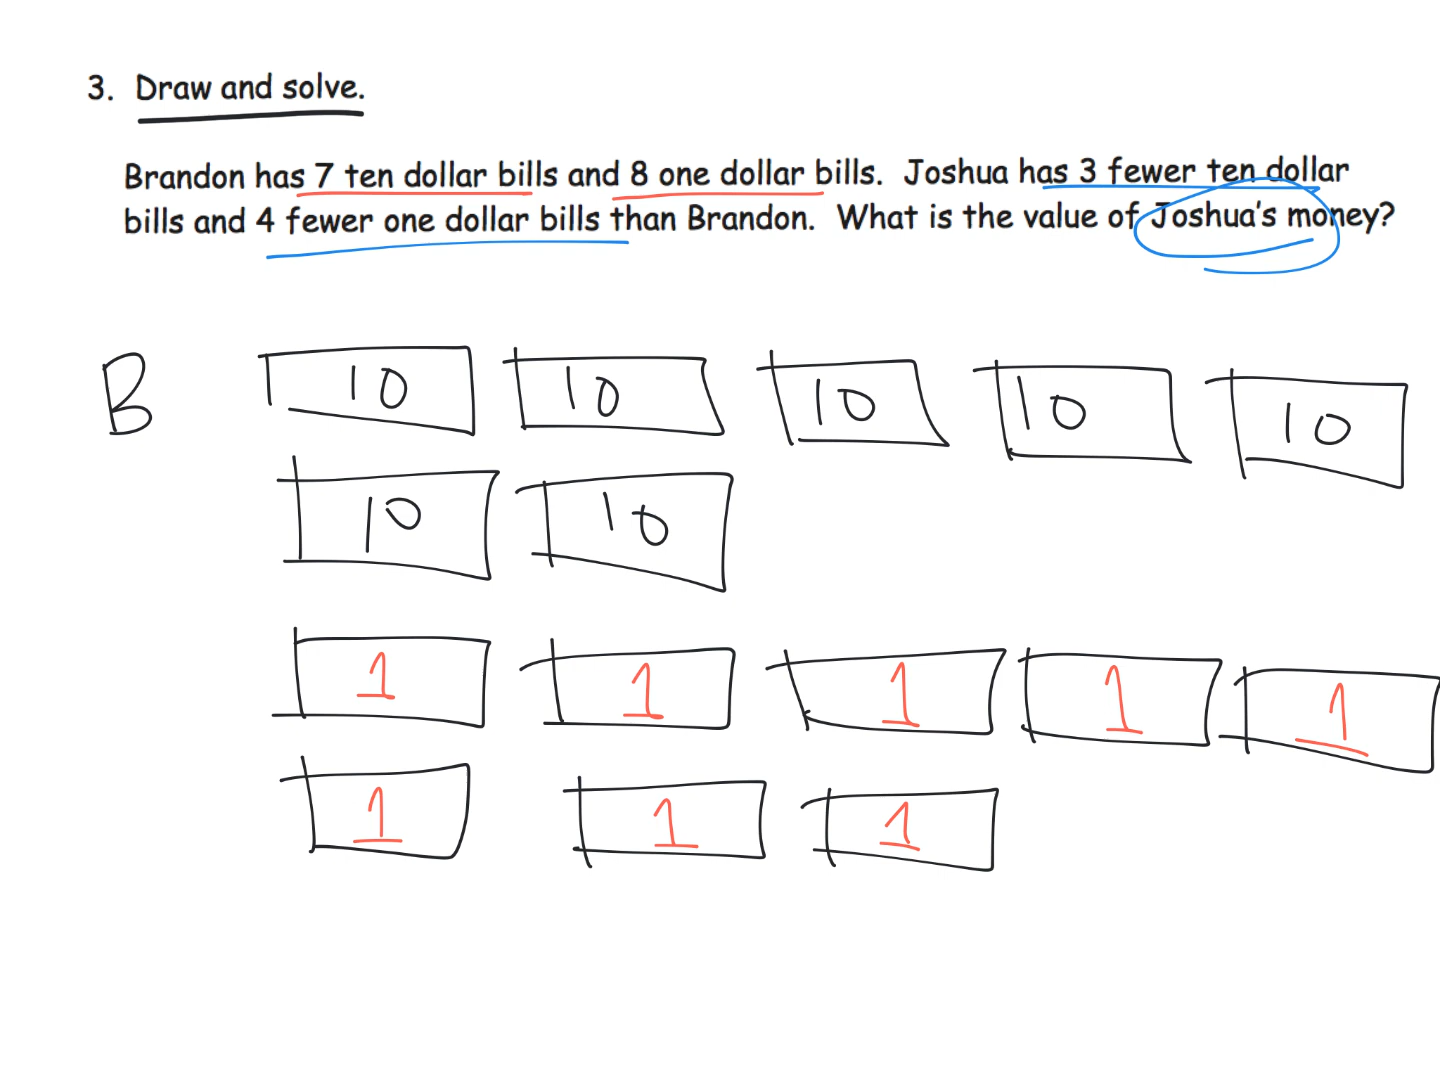 3. Draw and solve.
Brandon has 7 ten dollar bills and 8 one dollar bills. Joshua has 3 fewer ten dollar
bills and 4 fewer one dollar bills than Brandon. What is the value of Joshua's money?
B 10 10 10 10 10
10 10
1 1 1 1 1
1 1 1